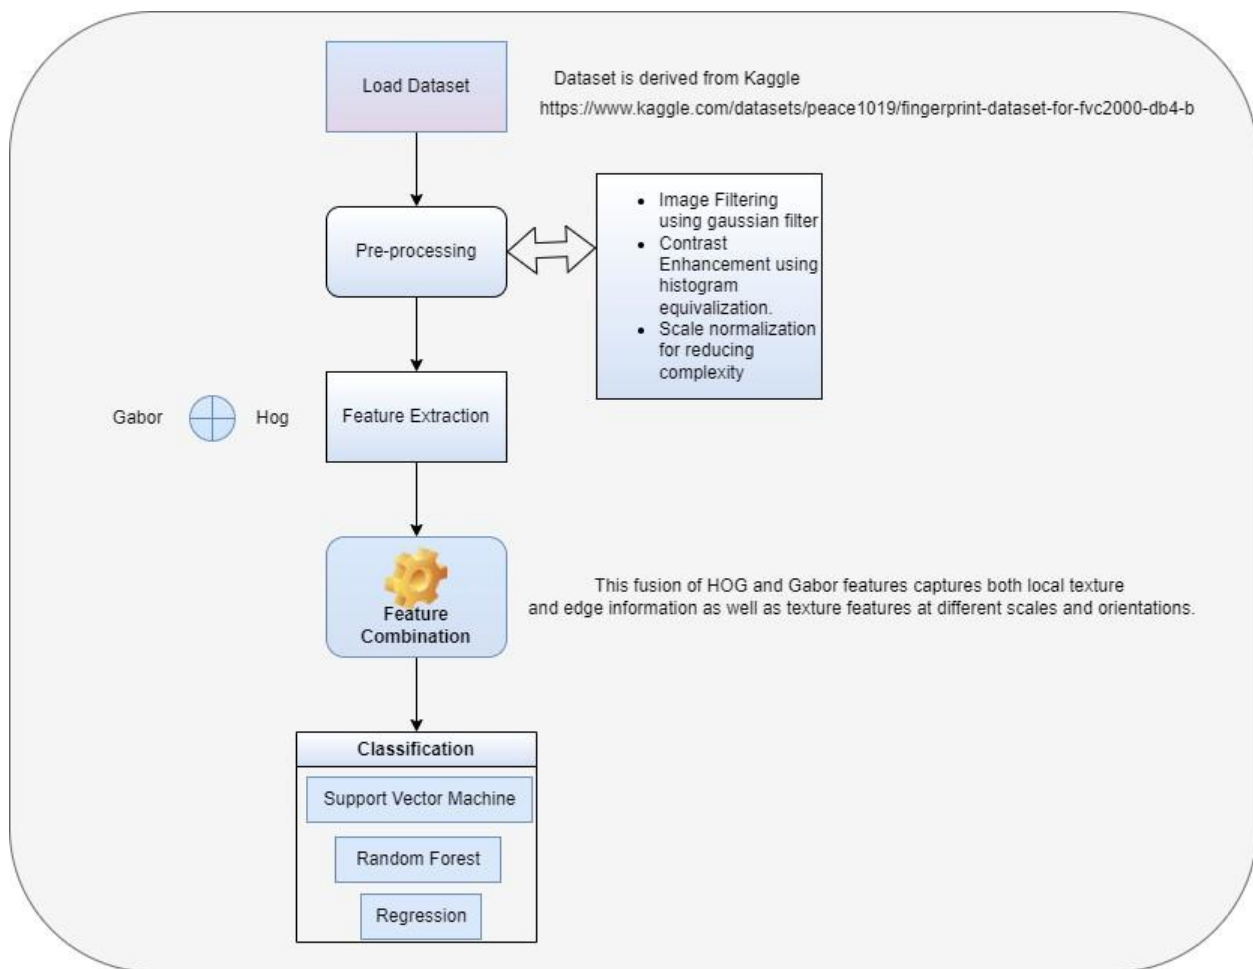 Load Dataset
Dataset is derived from Kaggle
https://www.kaggle.com/datasets/peace1019/fingerprint-dataset-for-fvc2000-db4-b
Pre-processing
• Image Filtering
using gaussian filter
• Contrast
Enhancement using
histogram
equivalization.
• Scale normalization
for reducing
complexity
Gabor
Hog
Feature Extraction
Feature
Combination
This fusion of HOG and Gabor features captures both local texture
and edge information as well as texture features at different scales and orientations.
Classification
Support Vector Machine
Random Forest
Regression